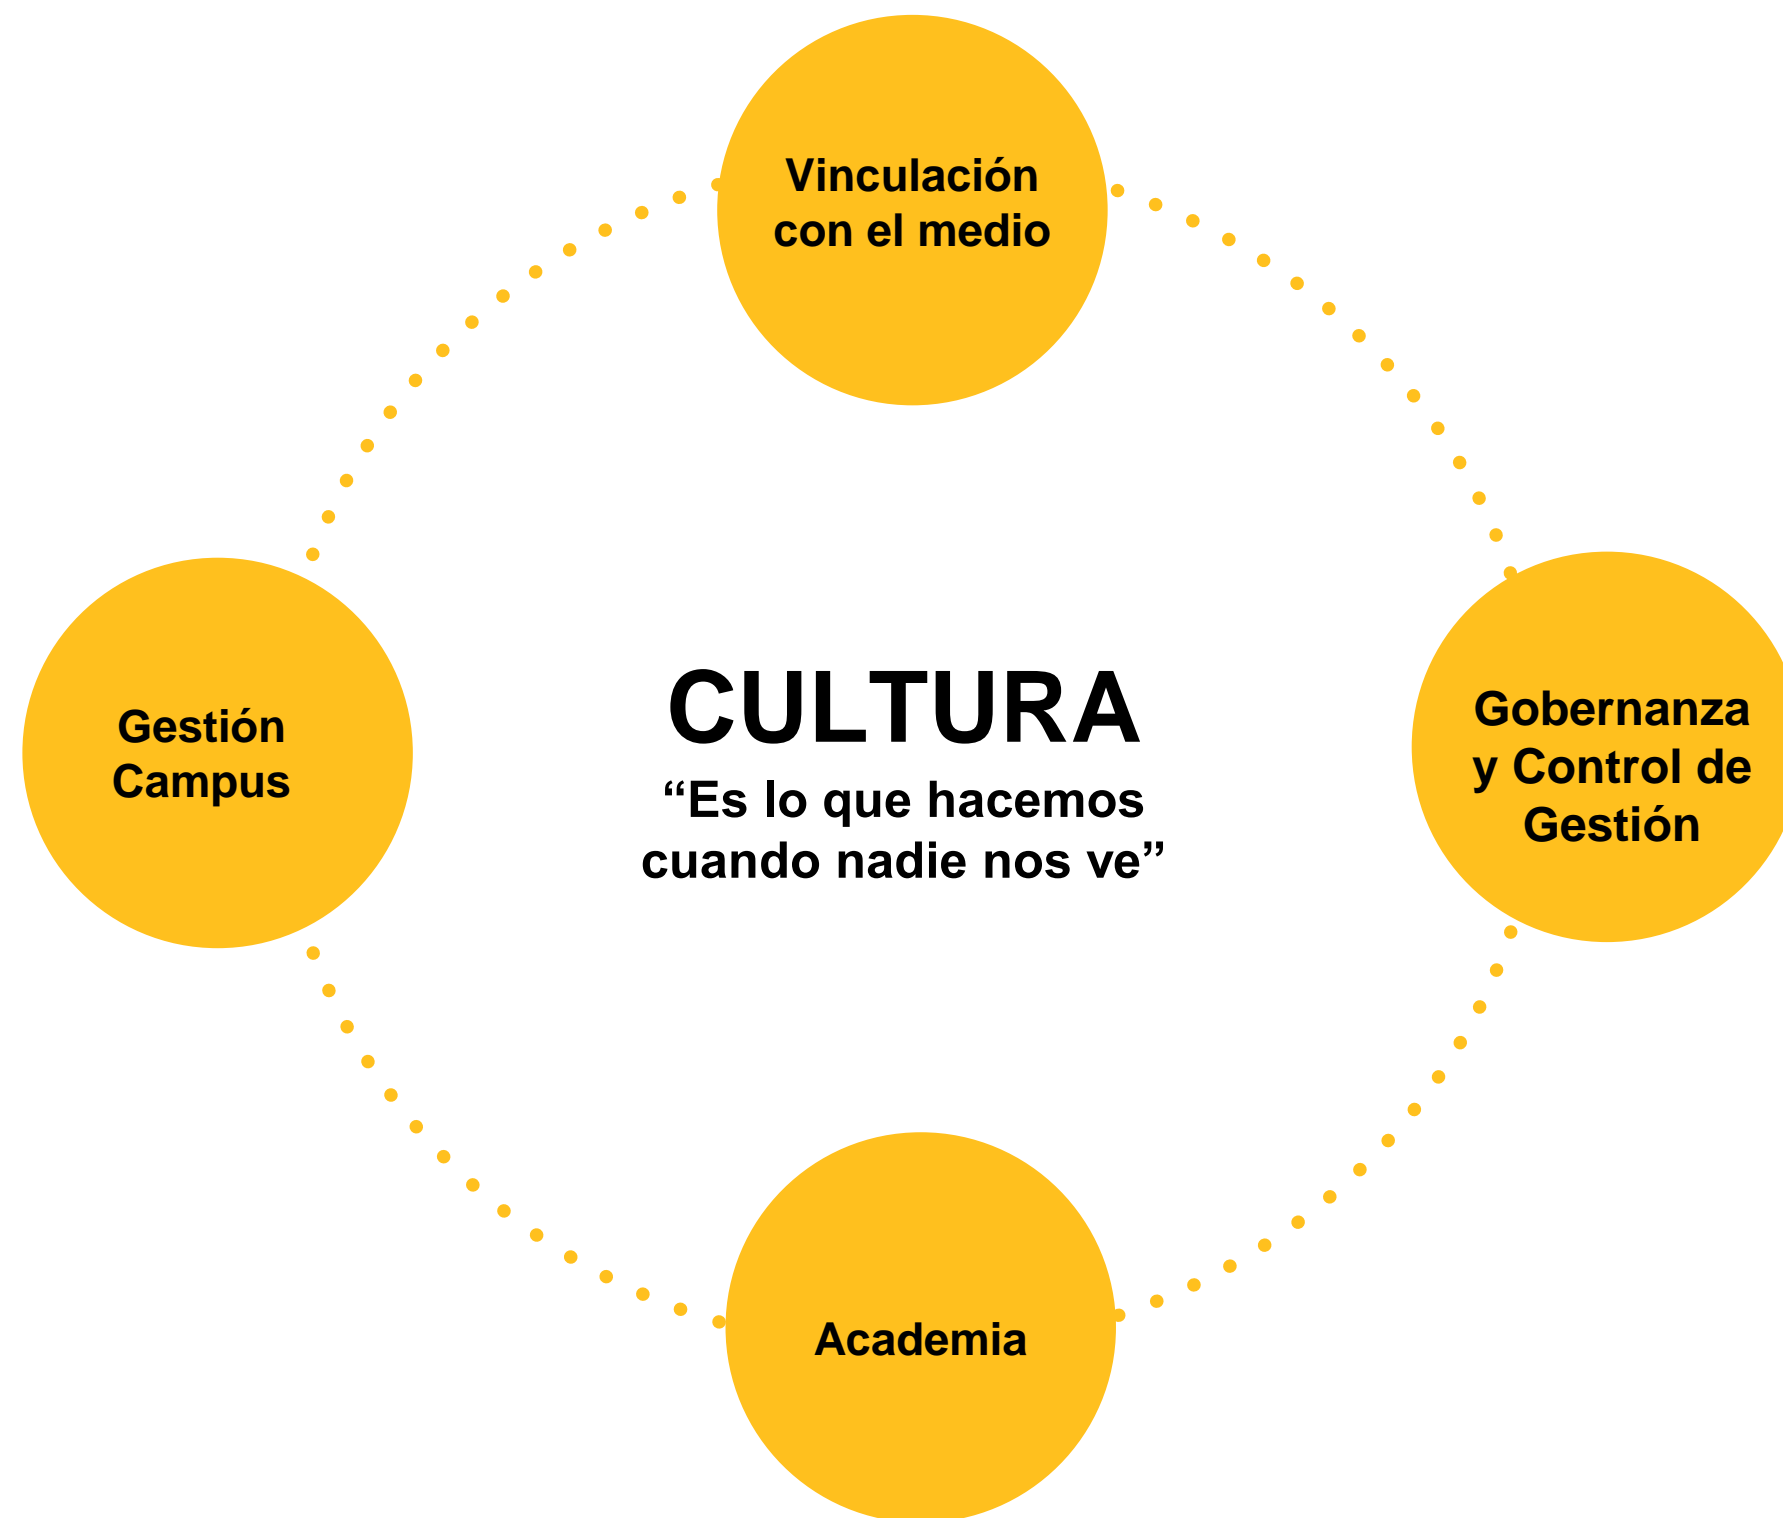 Vinculación
con el medio
Gestión
Campus
CULTURA
“Es lo que hacemos
cuando nadie nos ve”
Gobernanza
y Control de
Gestión
Academia